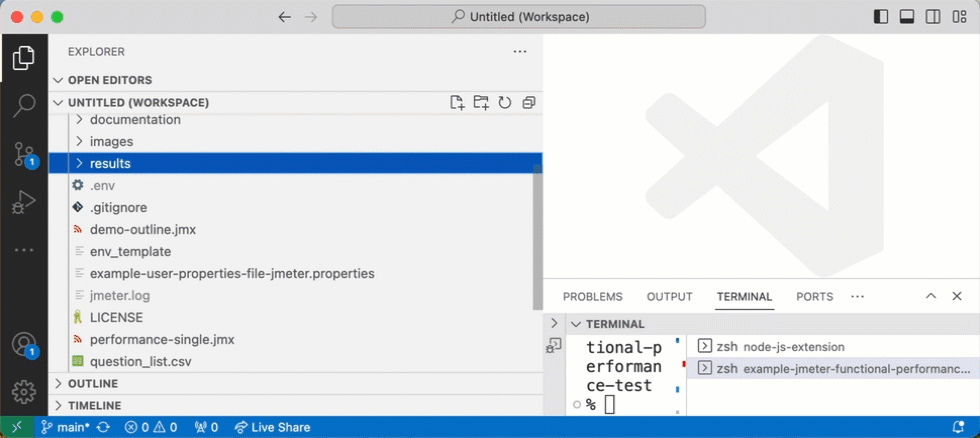 Untitled (Workspace)
EXPLORER
OPEN EDITORS
UNTITLED (WORKSPACE)
documentation
images
results
.env
.gitignore
demo-outline.jmx
env_template
example-user-properties-file-jmeter.properties
jmeter.log
LICENSE
performance-single.jmx
question_list.csv
OUTLINE
TIMELINE
1
1
PROBLEMS
OUTPUT
TERMINAL
PORTS
TERMINAL
tional-p
erforman
ce-test
%
zsh node-js-extension
zsh example-jmeter-functional-performanc...
main* 0 0 0 Live Share